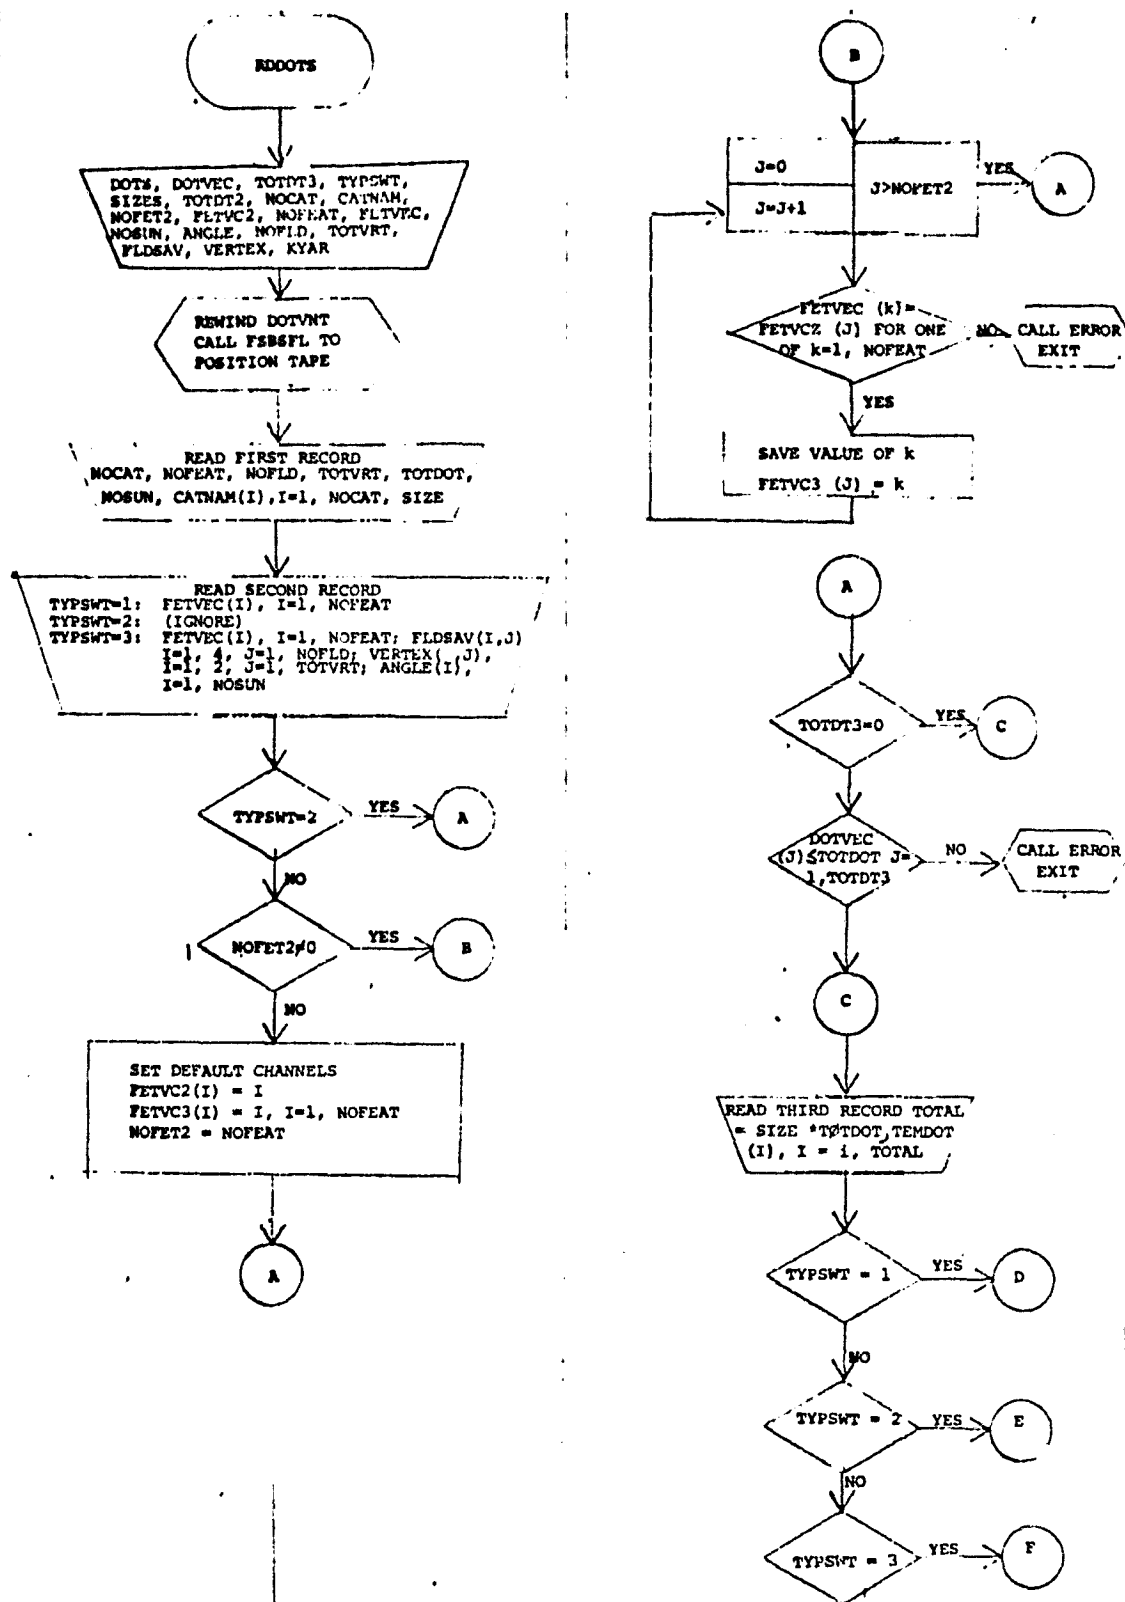 RDDOTS
DOTS, DOTVEC, TOTDT3, TYPSWT,
SIZES, TOTDT2, NOCAT, CATNAM,
NOFET2, FETVC2, NOFEAT, FETVEC,
NOSUN, ANGLE, NOFLD, TOTVRT,
FLDSAV, VERTEX, KVAR
REWIND DOTUNT
CALL FSBSFL TO
POSITION TAPE
READ FIRST RECORD
NOCAT, NOFEAT, NOFLD, TOTVRT, TOTDOT,
NOSUN, CATNAM(I),I=1, NOCAT, SIZE
READ SECOND RECORD
TYPSWT=1: FETVEC(I), I=1, NOFEAT
TYPSWT=2: (IGNORE)
TYPSWT=3: FETVEC(I), I=1, NOFEAT; FLDSAV(I,J)
I=1, 4, J=1, NOFLD; VERTEX( ,J),
I=1, 2, J=1, TOTVRT; ANGLE(I),
I=1, NOSUN
TYPSWT=2
YES
A
NO
NOFET2≠0
YES
B
NO
SET DEFAULT CHANNELS
FETVC2(I) = I
FETVC3(I) = I, I=1, NOFEAT
NOFET2 = NOFEAT
A
B
J=0
J=J+1
J>NOFET2
YES
A
FETVEC (k)=
FETVC2 (J) FOR ONE
OF k=1, NOFEAT
NO
CALL ERROR
EXIT
YES
SAVE VALUE OF k
FETVC3 (J) = k
A
TOTDT3=0
YES
C
DOTVEC
(J)≤TOTDOT J=
1,TOTDT3
NO
CALL ERROR
EXIT
C
READ THIRD RECORD TOTAL
= SIZE *TØTDOT,TEMDOT
(I), I = i, TOTAL
TYPSWT = 1
YES
D
NO
TYPSWT = 2
YES
E
NO
TYPSWT = 3
YES
F